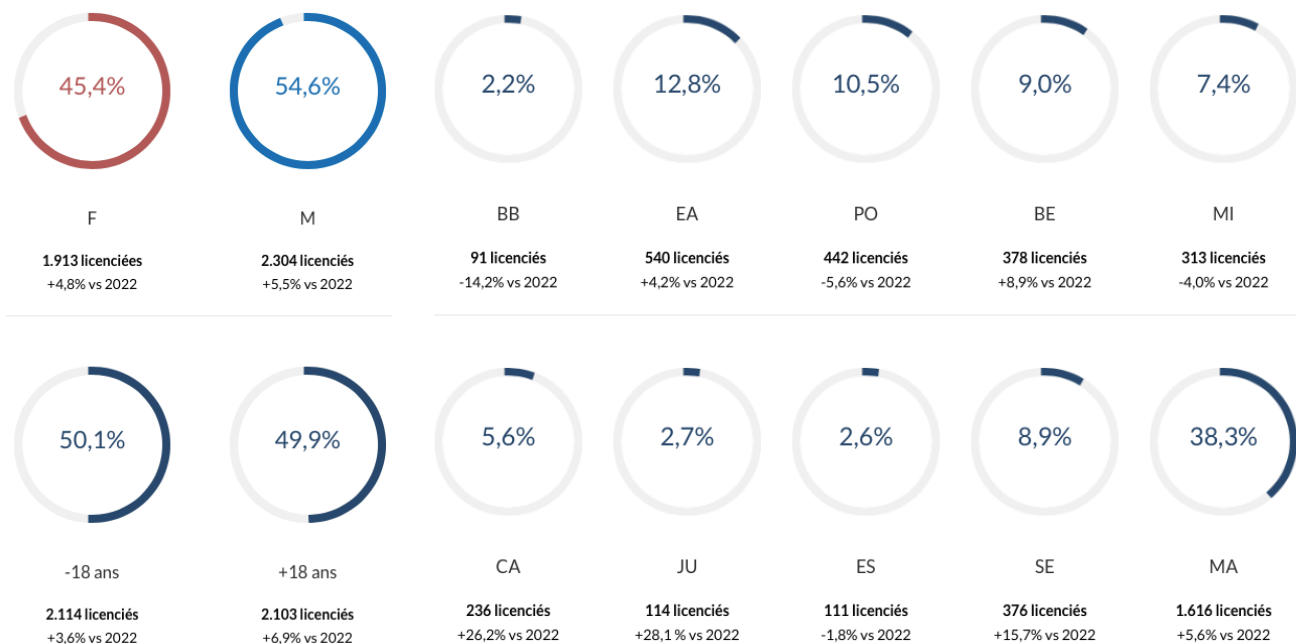 45,4%
F
1.913 licenciées
+4,8% vs 2022
54,6%
M
2.304 licenciés
+5,5% vs 2022
2,2%
BB
91 licenciés
-14,2% vs 2022
12,8%
EA
540 licenciés
+4,2% vs 2022
10,5%
PO
442 licenciés
-5,6% vs 2022
9,0%
BE
378 licenciés
+8,9% vs 2022
7,4%
MI
313 licenciés
-4,0% vs 2022
50,1%
-18 ans
2.114 licenciés
+3,6% vs 2022
49,9%
+18 ans
2.103 licenciés
+6,9% vs 2022
5,6%
CA
236 licenciés
+26,2% vs 2022
2,7%
JU
114 licenciés
+28,1 % vs 2022
2,6%
ES
111 licenciés
-1,8% vs 2022
8,9%
SE
376 licenciés
+15,7% vs 2022
38,3%
MA
1.616 licenciés
+5,6% vs 2022